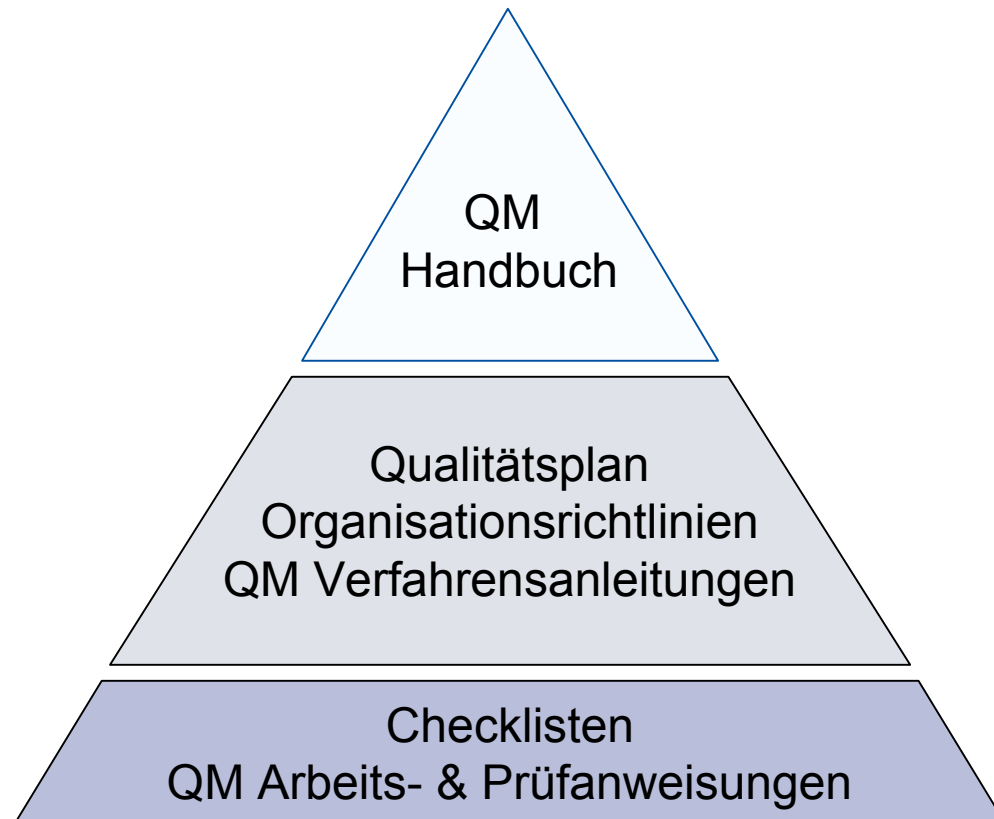 QM
Handbuch
Qualitätsplan
Organisationsrichtlinien
QM Verfahrensanleitungen
Checklisten
QM Arbeits- & Prüfanweisungen